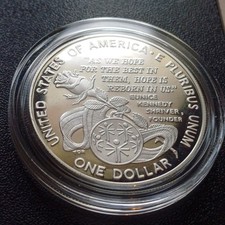 UNITED STATES OF AMERICA • E PLURIBUS UNUM
"AS WE HOPE
FOR THE BEST IN
THEM, HOPE IS
REBORN IN US"
EUNICE
KENNEDY
SHRIVER
FOUNDER
ONE DOLLAR